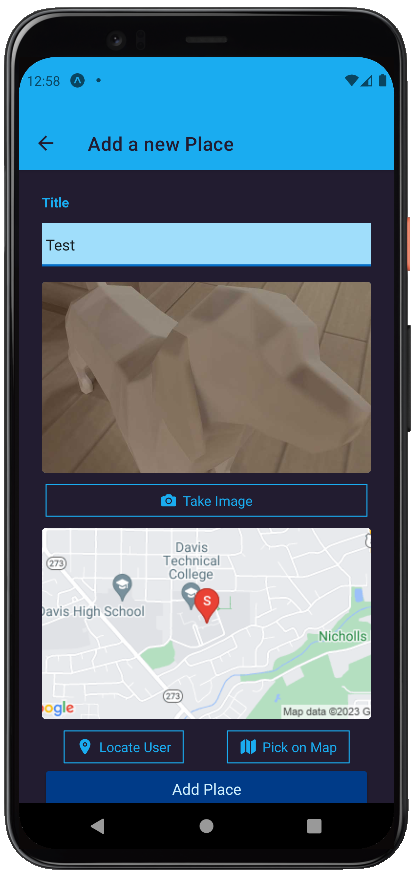 12:58
Add a new Place
Title
Test
Take Image
273
Davis
Technical
College
S
Davis High School
Nicholls
273
ogle
Map data ©2023 G
Locate User
Pick on Map
Add Place